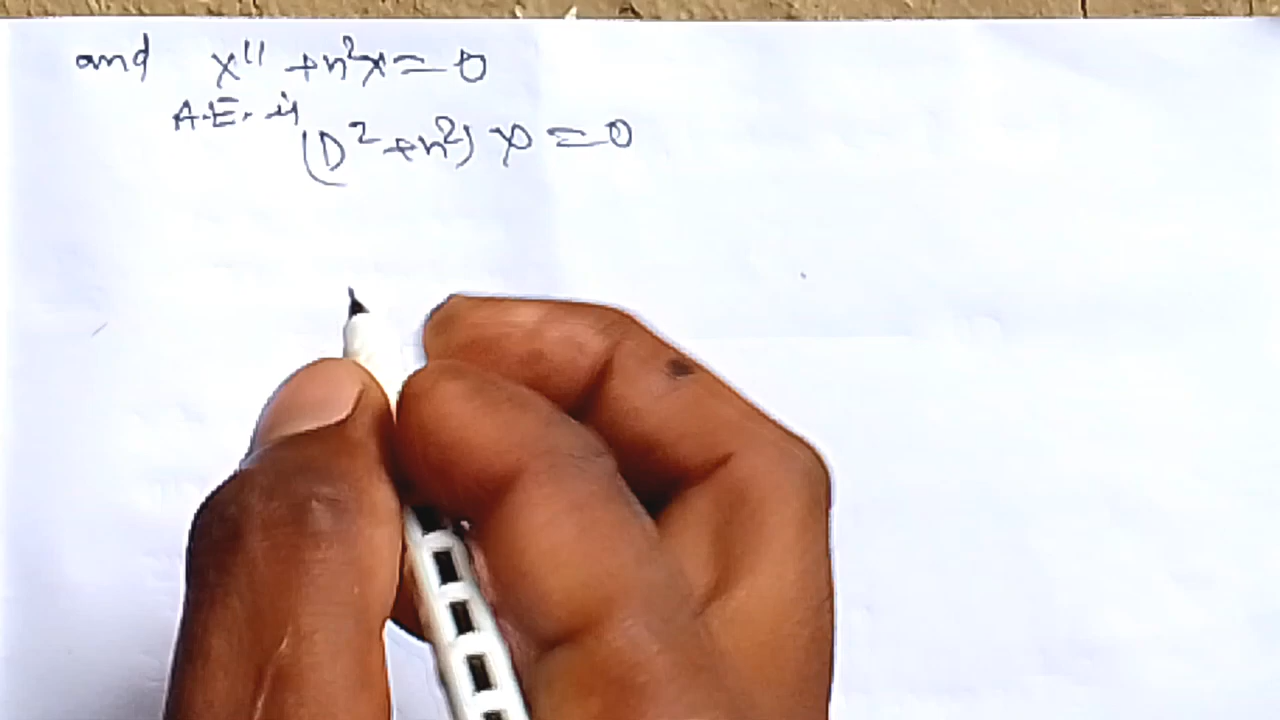 and x'' + n²x = 0
A.E. is
(D² + n²) x = 0